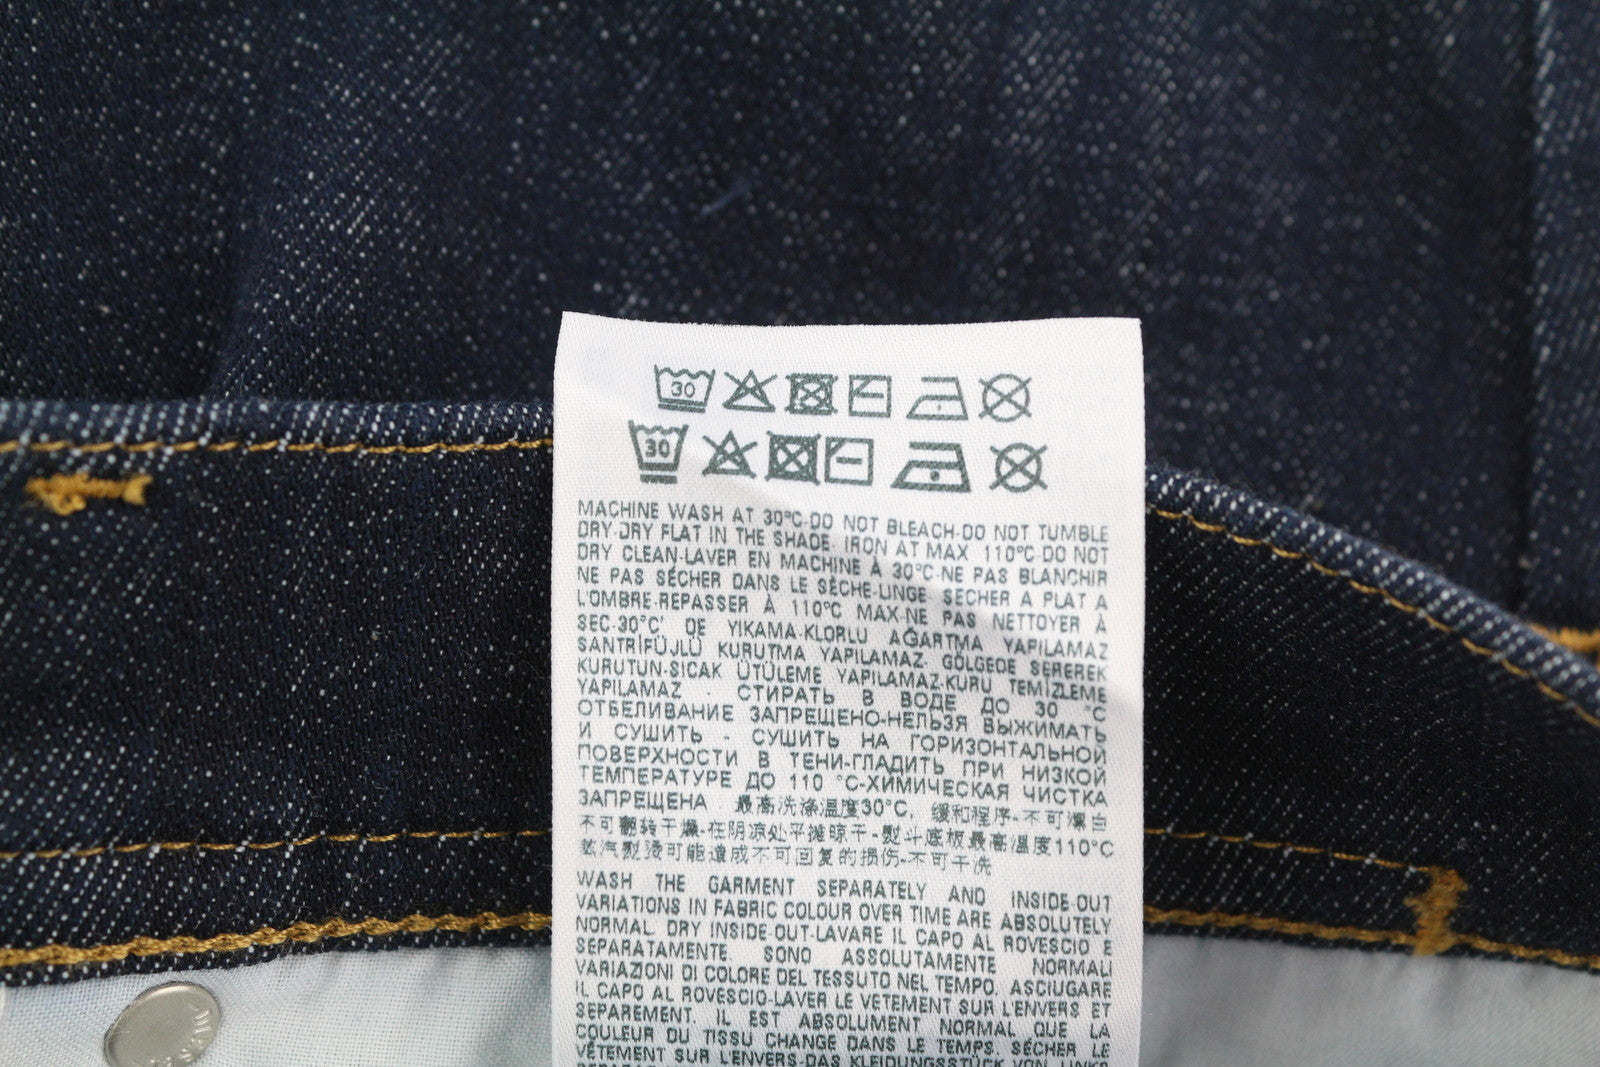 30
30
MACHINE WASH AT 30°C-DO NOT BLEACH-DO NOT TUMBLE
DRY-DRY FLAT IN THE SHADE IRON AT MAX 110°C-DO NOT
DRY CLEAN-LAVER EN MACHINE À 30°C-NE PAS BLANCHIR
NE PAS SÉCHER DANS LE SÈCHE-LINGE- SECHER A PLAT A
L'OMBRE-REPASSER À 110°C MAX-NE PAS NETTOYER À
SEC-30°C' DE YIKAMA-KLORLU AĞARTMA YAPILAMAZ
SANTRİFÜJLÜ KURUTMA YAPILAMAZ- GÖLGEDE SEREREK
KURUTUN-SICAK ÜTÜLEME YAPILAMAZ-KURU TEMİZLEME
YAPILAMAZ - СТИРАТЬ В ВОДЕ ДО 30 °C
ОТБЕЛИВАНИЕ ЗАПРЕЩЕНО-НЕЛЬЗЯ ВЫЖИМАТЬ
И СУШИТЬ - СУШИТЬ НА ГОРИЗОНТАЛЬНОЙ
ПОВЕРХНОСТИ В ТЕНИ-ГЛАДИТЬ ПРИ НИЗКОЙ
ТЕМПЕРАТУРЕ ДО 110 °C-ХИМИЧЕСКАЯ ЧИСТКА
ЗАПРЕЩЕНА 最高洗涤温度30°C, 缓和程序-不可漂白
不可翻转干燥-在阴凉处平摊晾干-熨斗底板最高温度110°C
蒸汽熨烫可能造成不可回复的损伤-不可干洗
WASH THE GARMENT SEPARATELY AND INSIDE-OUT
VARIATIONS IN FABRIC COLOUR OVER TIME ARE ABSOLUTELY
NORMAL. DRY INSIDE-OUT-LAVARE IL CAPO AL ROVESCIO E
SEPARATAMENTE. SONO ASSOLUTAMENTE NORMALI
VARIAZIONI DI COLORE DEL TESSUTO NEL TEMPO. ASCIUGARE
IL CAPO AL ROVESCIO-LAVER LE VETEMENT SUR L'ENVERS ET
SEPAREMENT. IL EST ABSOLUMENT NORMAL QUE LA
COULEUR DU TISSU CHANGE DANS LE TEMPS. SÉCHER LE
VÊTEMENT SUR L'ENVERS-DAS KLEIDUNGSSTÜCK VON LINKS